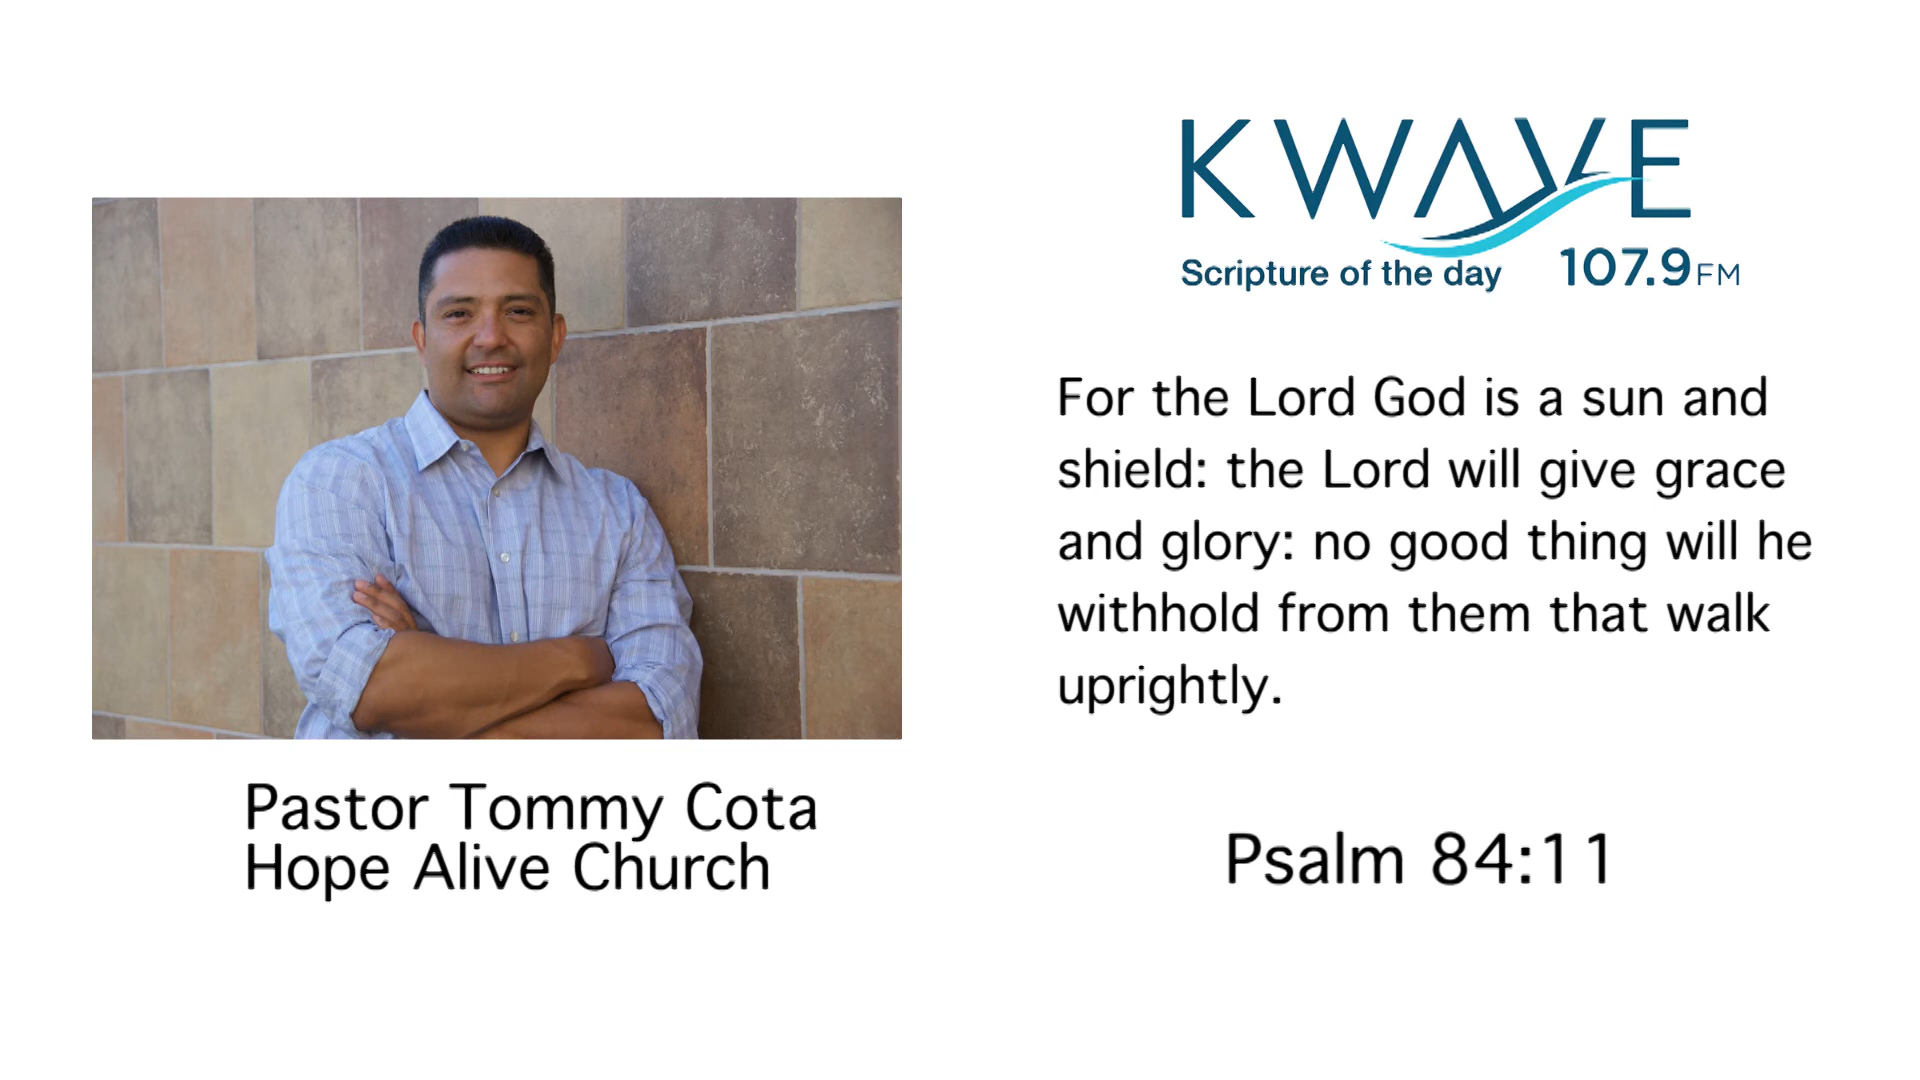 KWAVE
Scripture of the day 107.9 FM
For the Lord God is a sun and
shield: the Lord will give grace
and glory: no good thing will he
withhold from them that walk
uprightly.
Psalm 84:11
Pastor Tommy Cota
Hope Alive Church